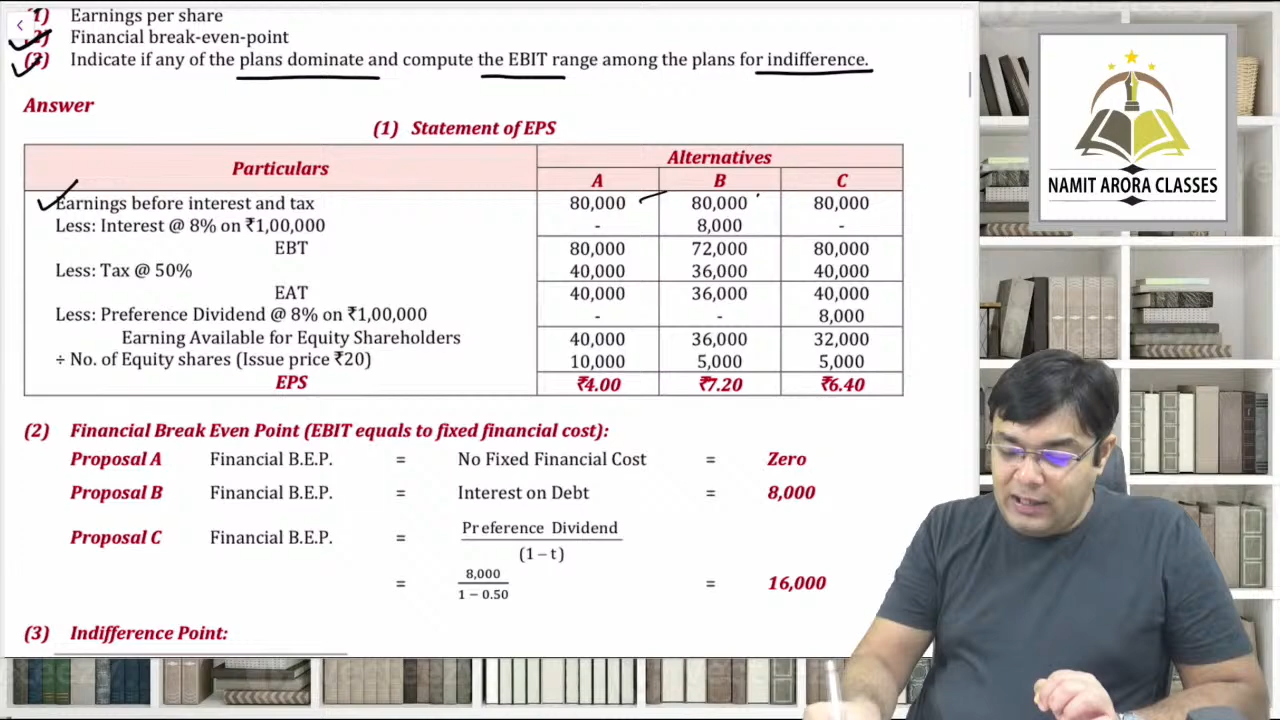 (1) Earnings per share
Financial break-even-point
(3) Indicate if any of the plans dominate and compute the EBIT range among the plans for indifference.
Answer
(1) Statement of EPS
Particulars Alternatives
A B C
Earnings before interest and tax 80,000 80,000 80,000
Less: Interest @ 8% on ₹1,00,000 - 8,000 -
EBT 80,000 72,000 80,000
Less: Tax @ 50% 40,000 36,000 40,000
EAT 40,000 36,000 40,000
Less: Preference Dividend @ 8% on ₹1,00,000 - - 8,000
Earning Available for Equity Shareholders 40,000 36,000 32,000
÷ No. of Equity shares (Issue price ₹20) 10,000 5,000 5,000
EPS ₹4.00 ₹7.20 ₹6.40
(2) Financial Break Even Point (EBIT equals to fixed financial cost):
Proposal A Financial B.E.P. = No Fixed Financial Cost = Zero
Proposal B Financial B.E.P. = Interest on Debt = 8,000
Proposal C Financial B.E.P. = Preference Dividend
(1 – t)
= 8,000 = 16,000
1 – 0.50
(3) Indifference Point:
NAMIT ARORA CLASSES